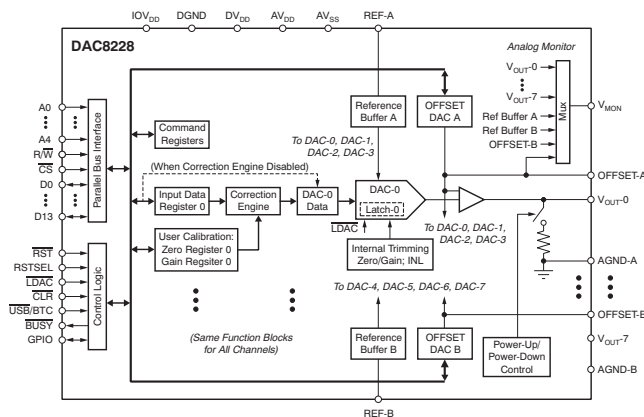 IOVDD DGND DVDD AVDD AVSS REF-A
DAC8228
Analog Monitor
VOUT-0
VOUT-7
Ref Buffer A
Ref Buffer B
OFFSET-B
Mux
VMON
A0
A4
R/W
CS
D0
D13
Parallel Bus Interface
Command
Registers
Reference
Buffer A
OFFSET
DAC A
To DAC-0, DAC-1,
DAC-2, DAC-3
(When Correction Engine Disabled)
Input Data
Register 0
Correction
Engine
DAC-0
Data
DAC-0
Latch-0
LDAC
OFFSET-A
VOUT-0
To DAC-0, DAC-1,
DAC-2, DAC-3
User Calibration:
Zero Register 0
Gain Regsiter 0
Internal Trimming
Zero/Gain; INL
AGND-A
RST
RSTSEL
LDAC
CLR
USB/BTC
BUSY
GPIO
Control Logic
To DAC-4, DAC-5, DAC-6, DAC-7
(Same Function Blocks
for All Channels)
Reference
Buffer B
OFFSET
DAC B
Power-Up/
Power-Down
Control
OFFSET-B
VOUT-7
AGND-B
REF-B